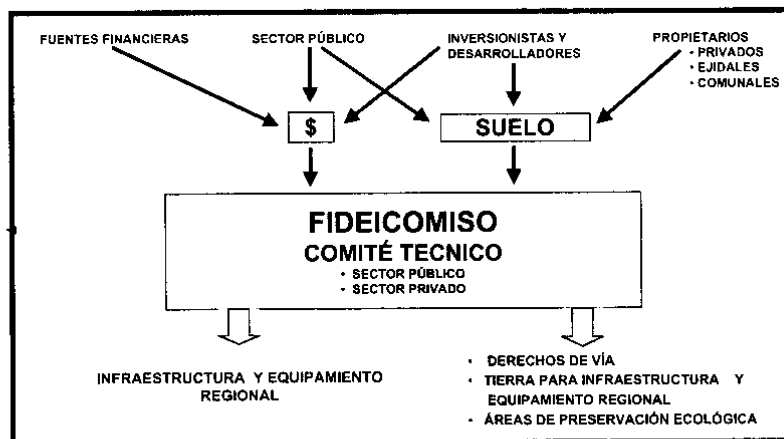 FUENTES FINANCIERAS
SECTOR PÚBLICO
INVERSIONISTAS Y
DESARROLLADORES
PROPIETARIOS
• PRIVADOS
• EJIDALES
• COMUNALES
$
SUELO
FIDEICOMISO
COMITÉ TECNICO
• SECTOR PÚBLICO
• SECTOR PRIVADO
INFRAESTRUCTURA Y EQUIPAMIENTO
REGIONAL
• DERECHOS DE VÍA
• TIERRA PARA INFRAESTRUCTURA Y
EQUIPAMIENTO REGIONAL
• ÁREAS DE PRESERVACIÓN ECOLÓGICA